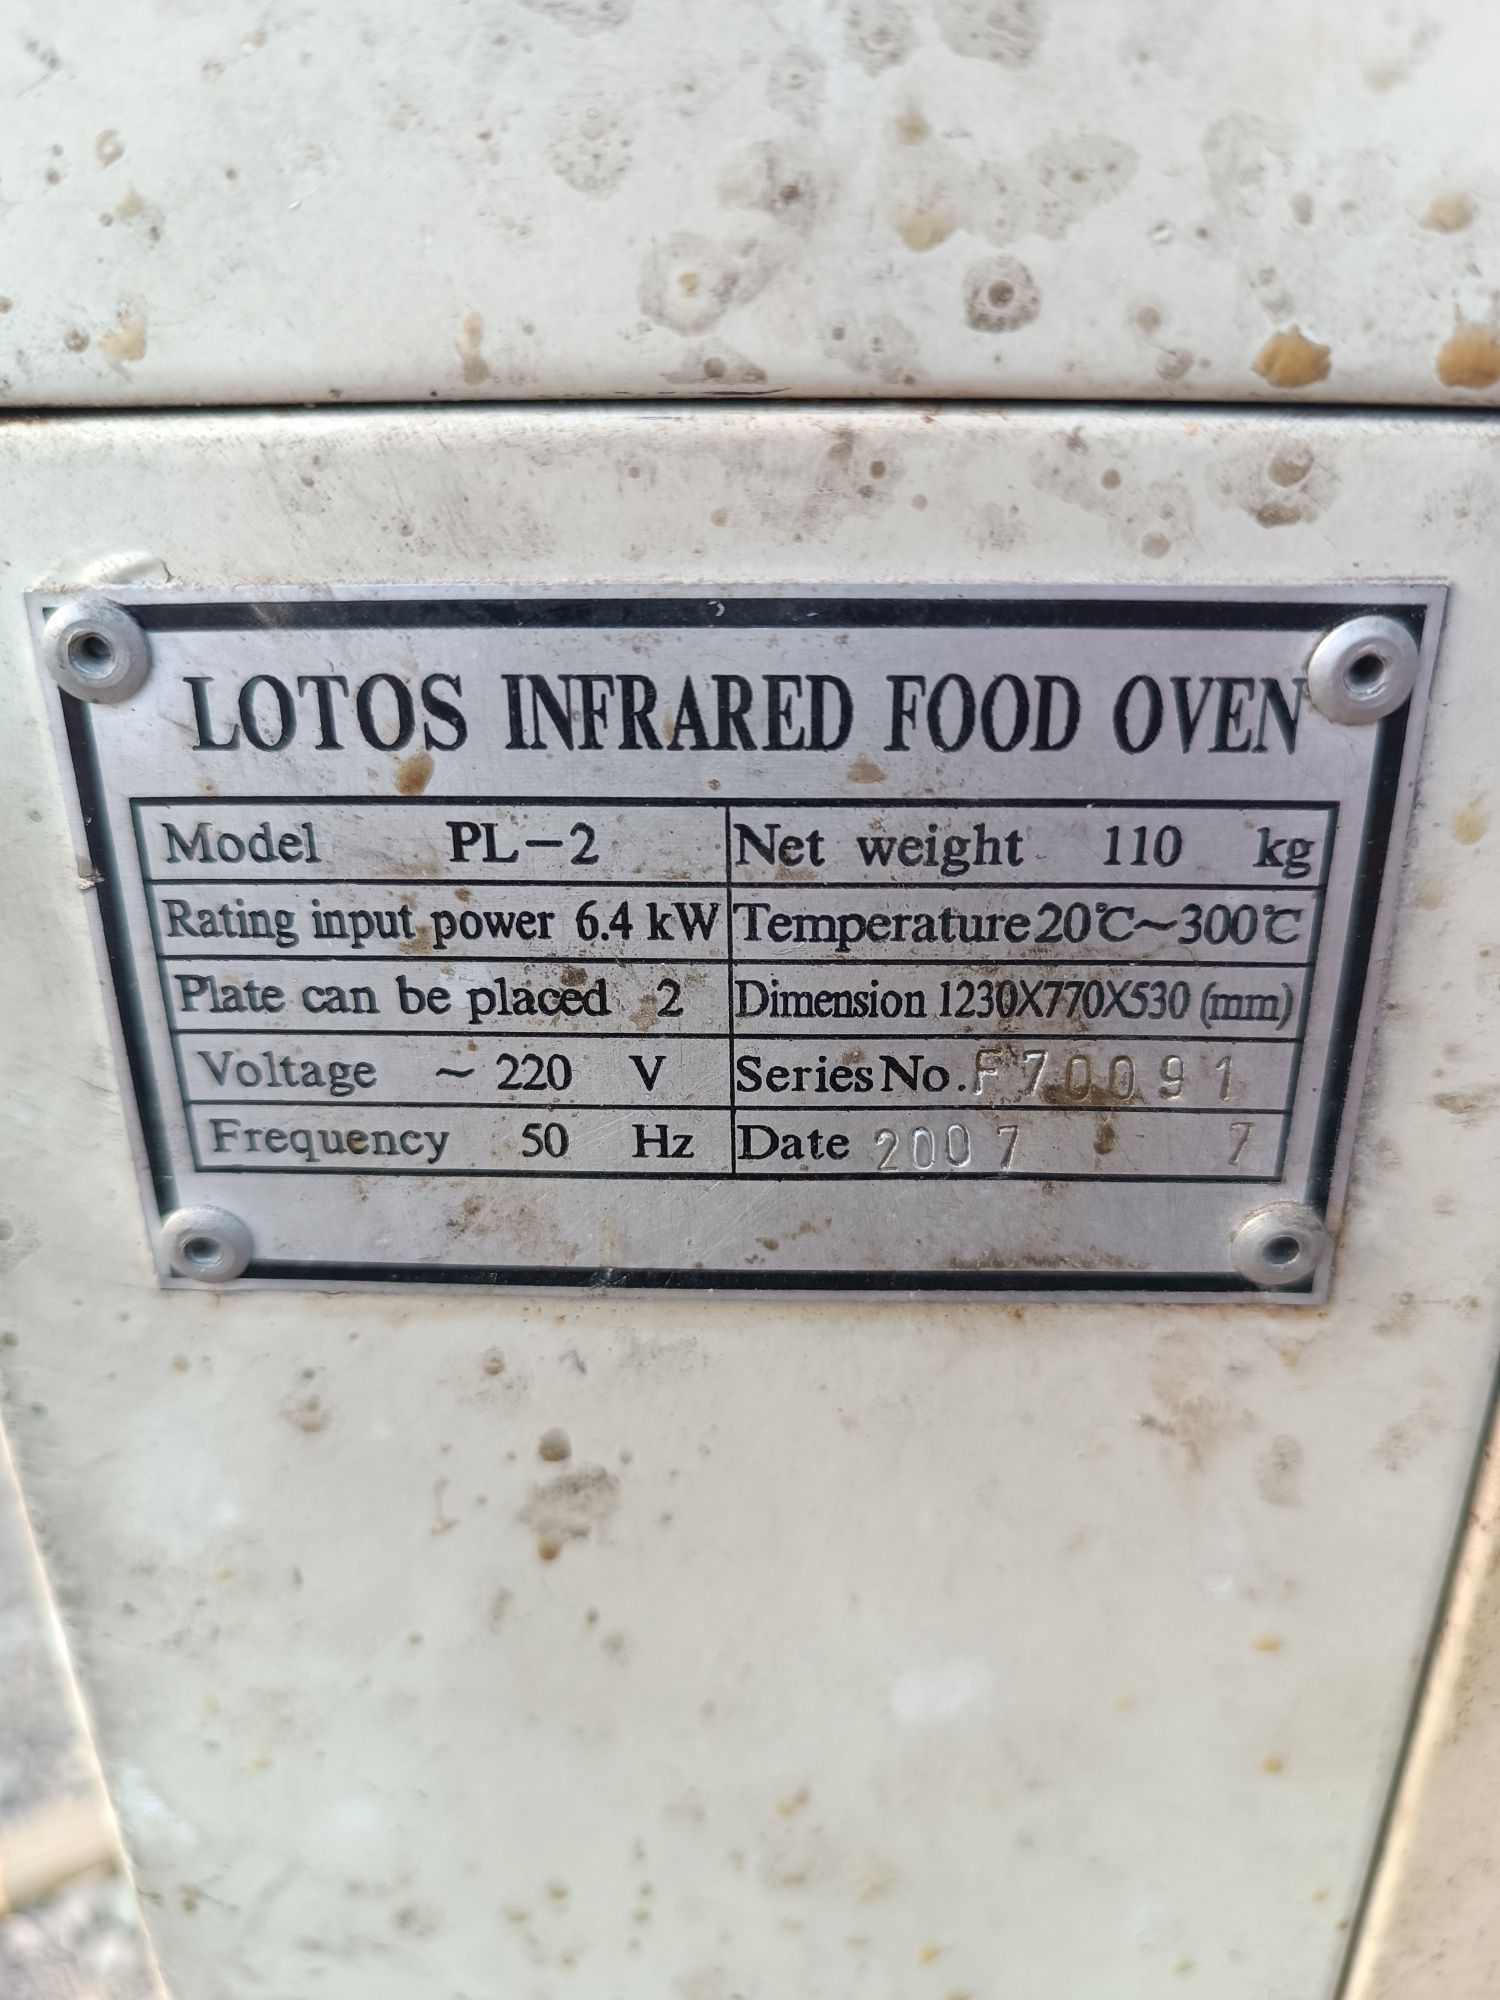 LOTOS INFRARED FOOD OVEN
Model PL-2 Net weight 110 kg
Rating input power 6.4 kW Temperature 20℃~300℃
Plate can be placed 2 Dimension 1230X770X530 (mm)
Voltage ~ 220 V Series No. F70091
Frequency 50 Hz Date 2007 7